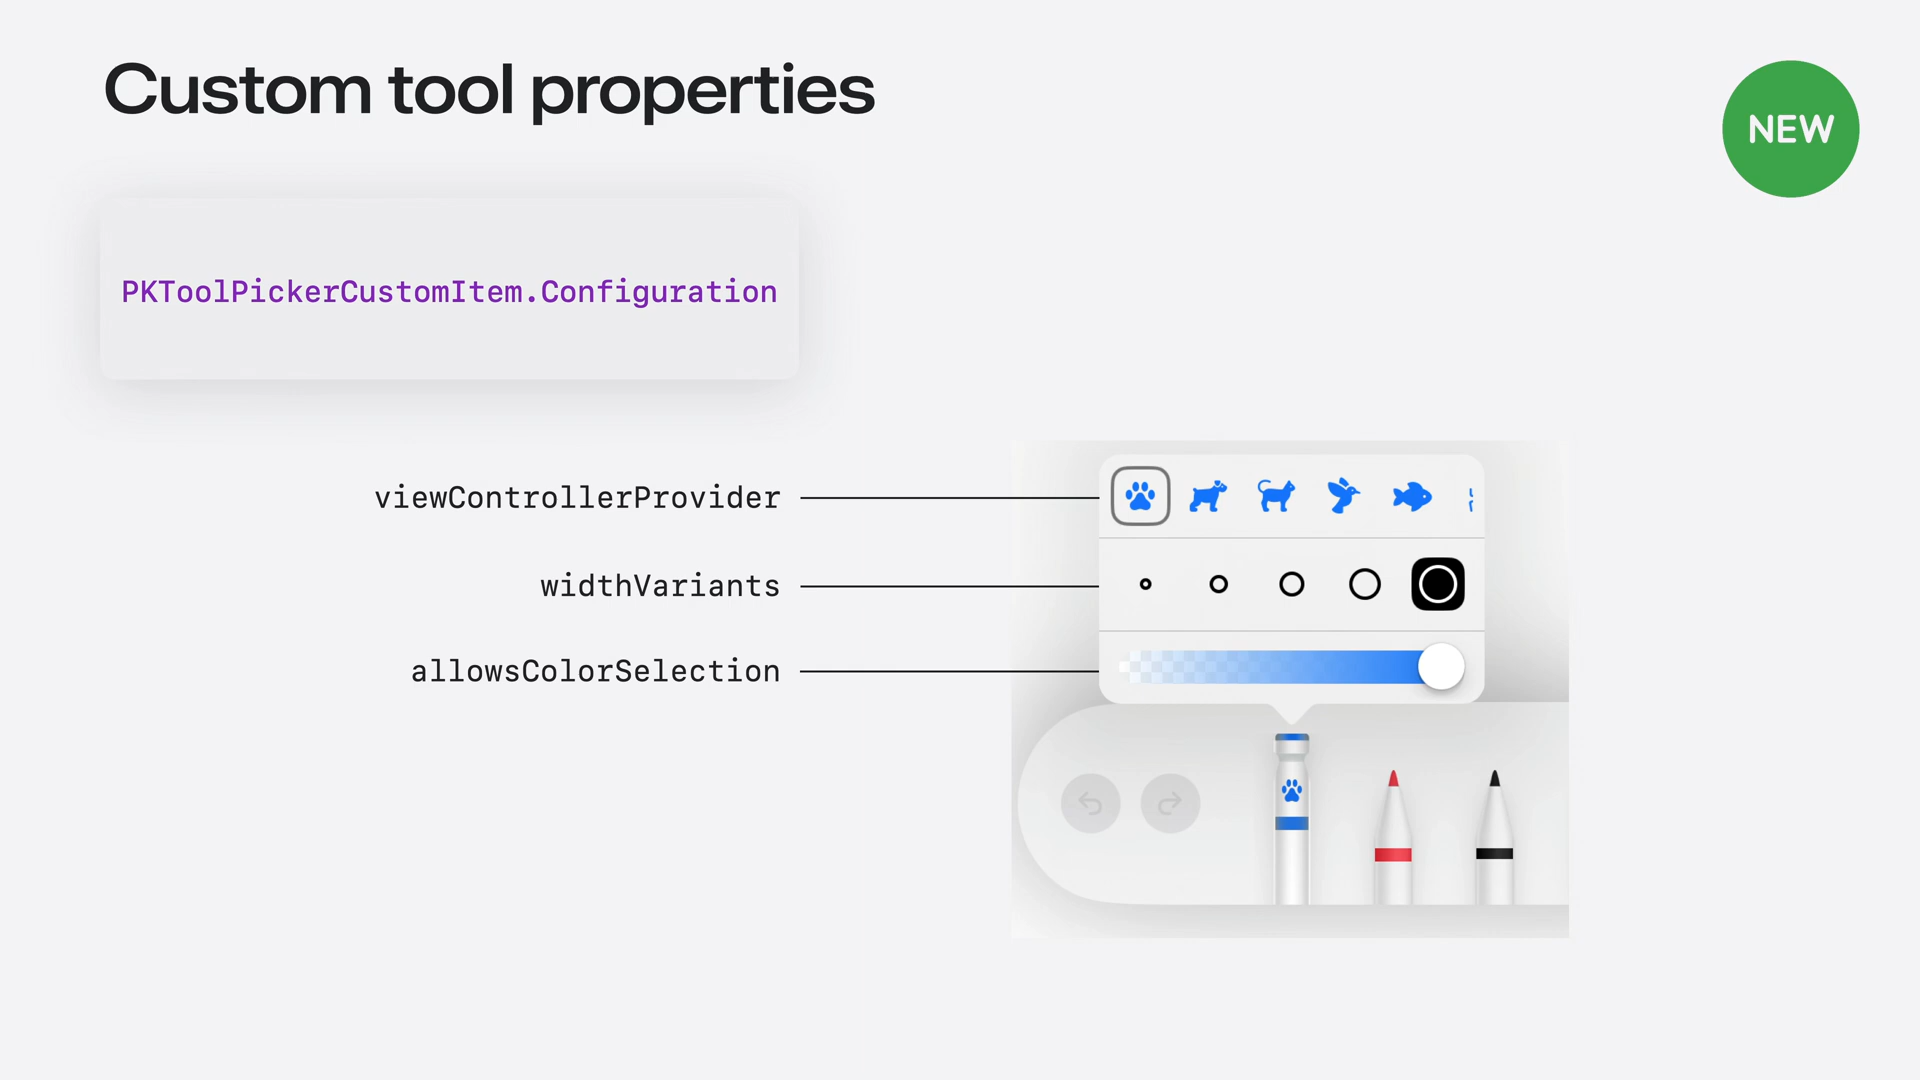 Custom tool properties
NEW
PKToolPickerCustomItem.Configuration
viewControllerProvider
widthVariants
allowsColorSelection